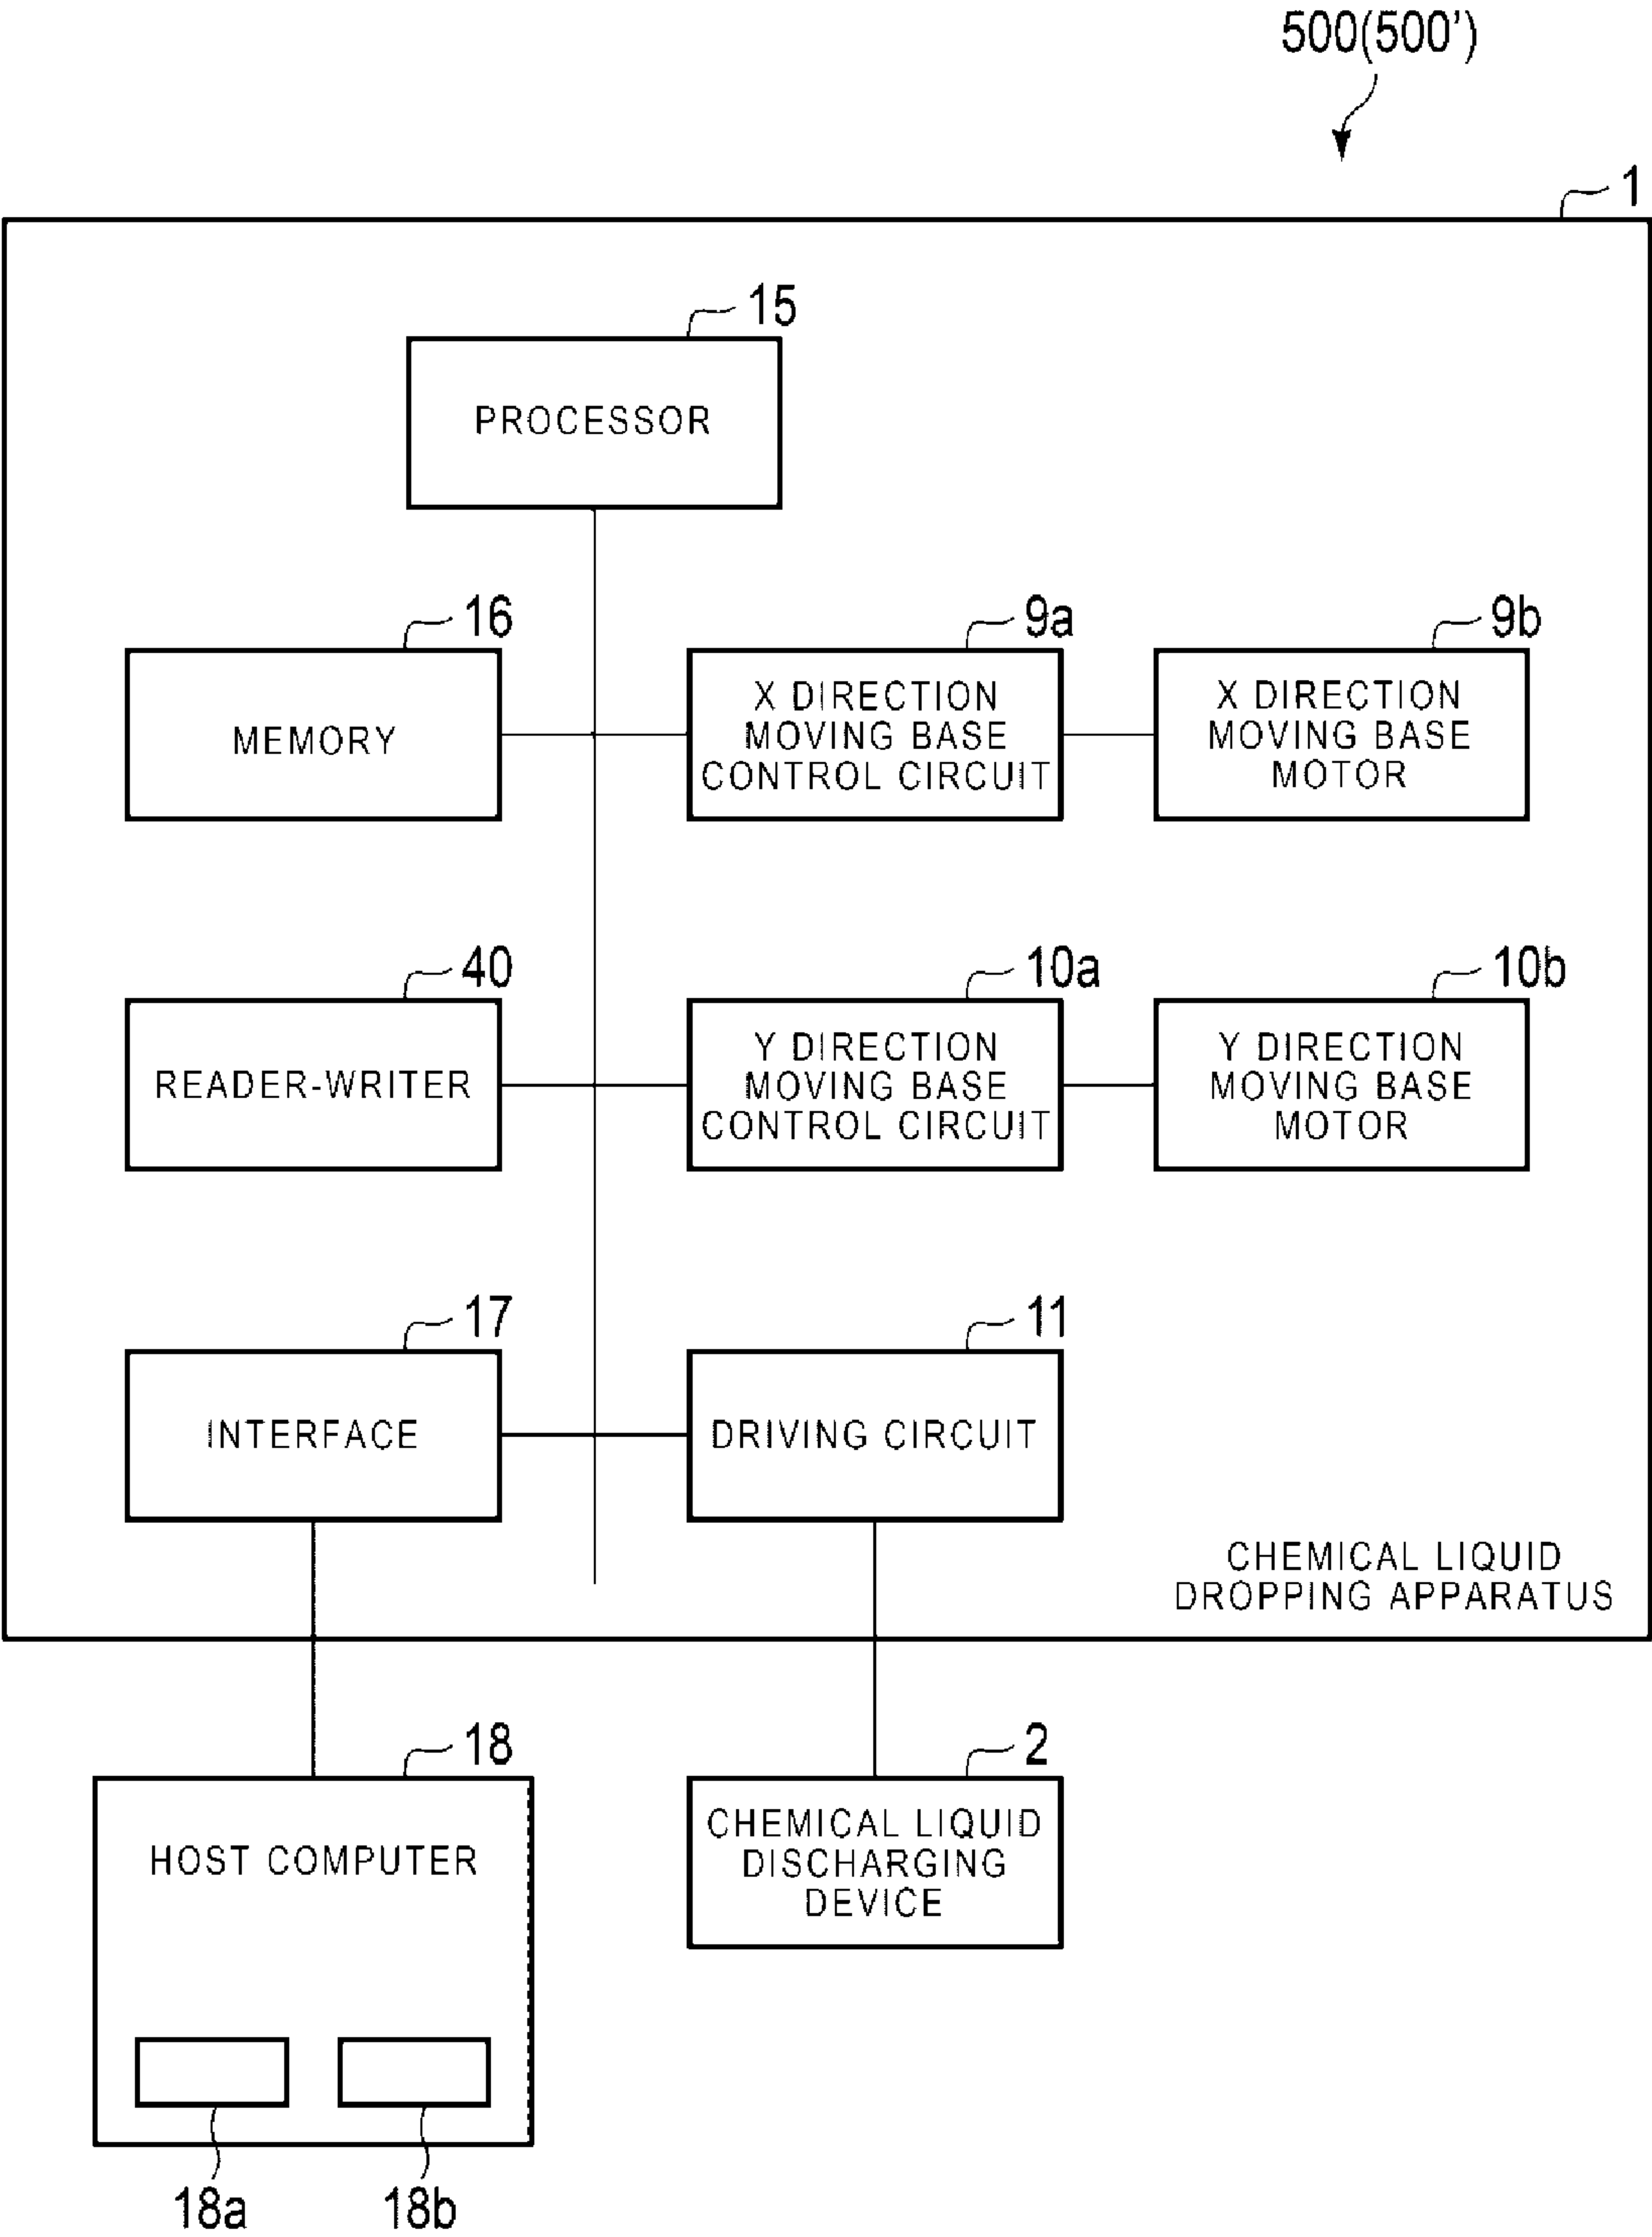 500(500')
1
15
PROCESSOR
16
MEMORY
9a
X DIRECTION
MOVING BASE
CONTROL CIRCUIT
9b
X DIRECTION
MOVING BASE
MOTOR
40
READER-WRITER
10a
Y DIRECTION
MOVING BASE
CONTROL CIRCUIT
10b
Y DIRECTION
MOVING BASE
MOTOR
17
INTERFACE
11
DRIVING CIRCUIT
CHEMICAL LIQUID
DROPPING APPARATUS
18
HOST COMPUTER
2
CHEMICAL LIQUID
DISCHARGING
DEVICE
18a
18b